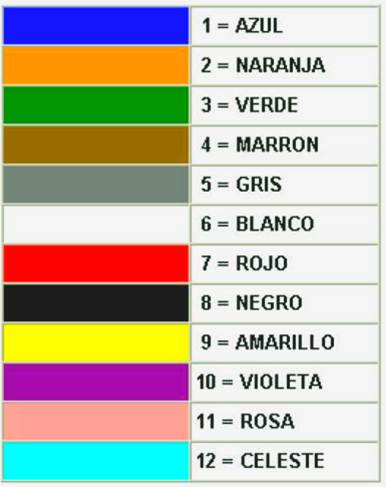 1 = AZUL
2 = NARANJA
3 = VERDE
4 = MARRON
5 = GRIS
6 = BLANCO
7 = ROJO
8 = NEGRO
9 = AMARILLO
10 = VIOLETA
11 = ROSA
12 = CELESTE